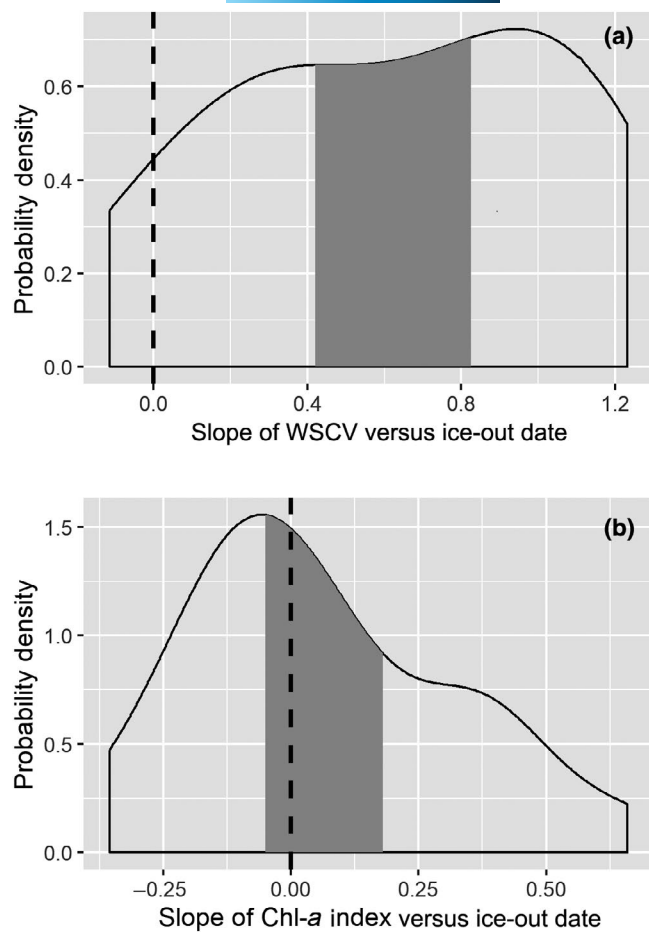 (a)
Probability density
0.6
0.4
0.2
0.0
0.0 0.4 0.8 1.2
Slope of WSCV versus ice-out date
(b)
Probability density
1.5
1.0
0.5
0.0
−0.25 0.00 0.25 0.50
Slope of Chl-a index versus ice-out date